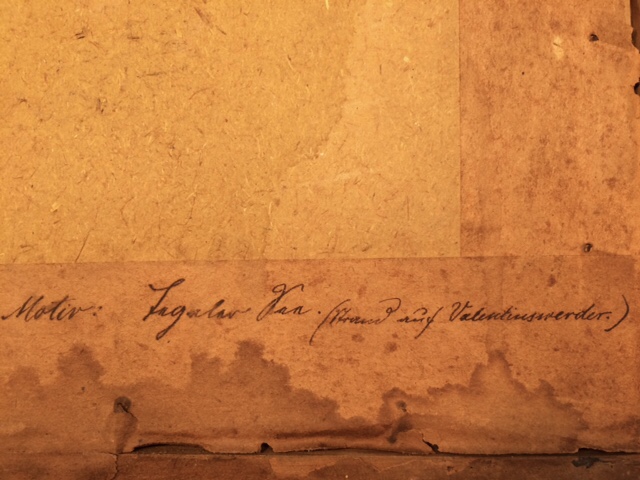 Motiv: Tegeler See. (Strand auf Valentinswerder.)